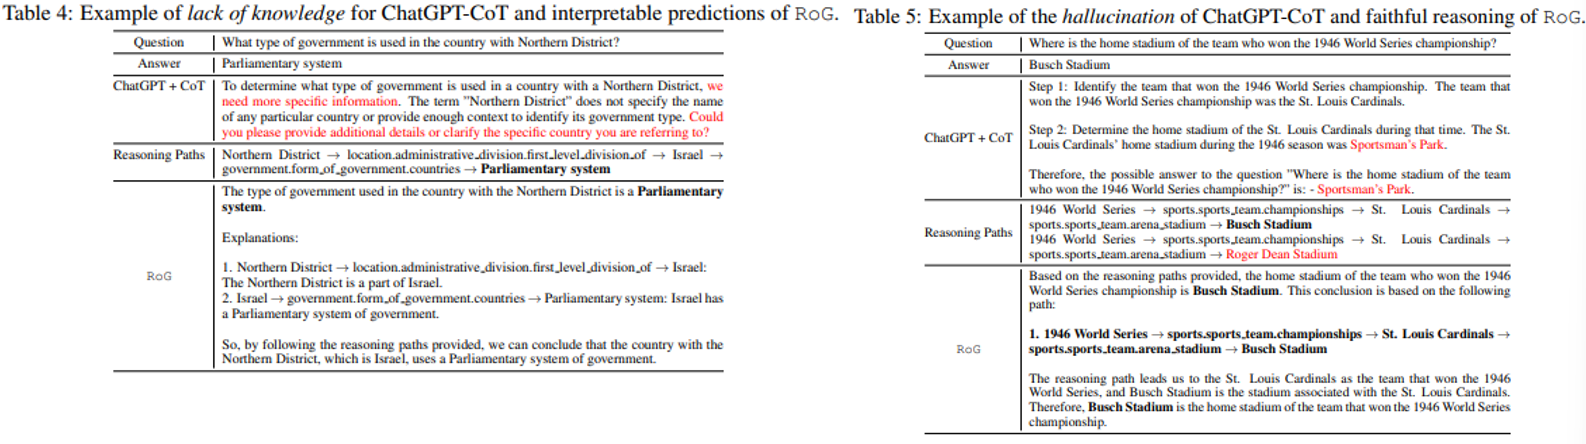 Table 4: Example of lack of knowledge for ChatGPT-CoT and interpretable predictions of RoG.
Question What type of government is used in the country with Northern District?
Answer Parliamentary system
ChatGPT + CoT To determine what type of government is used in a country with a Northern District, we
need more specific information. The term "Northern District" does not specify the name
of any particular country or provide enough context to identify its government type. Could
you please provide additional details or clarify the specific country you are referring to?
Reasoning Paths Northern District → location.administrative_division.first_level_division_of → Israel →
government.form_of_government.countries → Parliamentary system
The type of government used in the country with the Northern District is a Parliamentary
system.
Explanations:
1. Northern District → location.administrative_division.first_level_division_of → Israel:
RoG
The Northern District is a part of Israel.
2. Israel → government.form_of_government.countries → Parliamentary system: Israel has
a Parliamentary system of government.
So, by following the reasoning paths provided, we can conclude that the country with the
Northern District, which is Israel, uses a Parliamentary system of government.
Table 5: Example of the hallucination of ChatGPT-CoT and faithful reasoning of RoG.
Question Where is the home stadium of the team who won the 1946 World Series championship?
Answer Busch Stadium
Step 1: Identify the team that won the 1946 World Series championship. The team that
won the 1946 World Series championship was the St. Louis Cardinals.
ChatGPT + CoT
Step 2: Determine the home stadium of the St. Louis Cardinals during that time. The St.
Louis Cardinals' home stadium during the 1946 season was Sportsman's Park.
Therefore, the possible answer to the question "Where is the home stadium of the team
who won the 1946 World Series championship?" is: - Sportsman's Park.
Reasoning Paths
1946 World Series → sports.sports_team.championships → St. Louis Cardinals →
sports.sports_team.arena_stadium → Busch Stadium
1946 World Series → sports.sports_team.championships → St. Louis Cardinals →
sports.sports_team.arena_stadium → Roger Dean Stadium
Based on the reasoning paths provided, the home stadium of the team who won the 1946
World Series championship is Busch Stadium. This conclusion is based on the following
path:
1. 1946 World Series → sports.sports_team.championships → St. Louis Cardinals →
sports.sports_team.arena_stadium → Busch Stadium
RoG
The reasoning path leads us to the St. Louis Cardinals as the team that won the 1946
World Series, and Busch Stadium is the stadium associated with the St. Louis Cardinals.
Therefore, Busch Stadium is the home stadium of the team that won the 1946 World Series
championship.